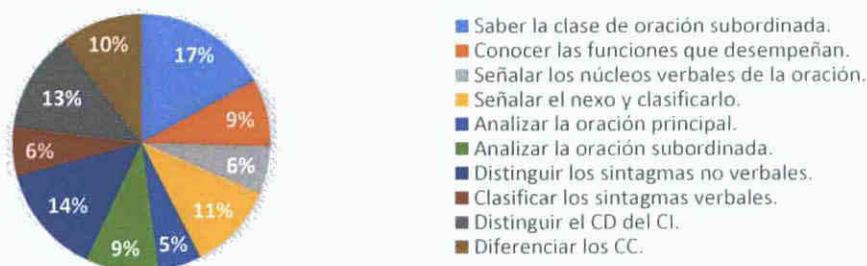 17%
9%
6%
11%
5%
9%
14%
6%
13%
10%
Saber la clase de oración subordinada.
Conocer las funciones que desempeñan.
Señalar los núcleos verbales de la oración.
Señalar el nexo y clasificarlo.
Analizar la oración principal.
Analizar la oración subordinada.
Distinguir los sintagmas no verbales.
Clasificar los sintagmas verbales.
Distinguir el CD del CI.
Diferenciar los CC.